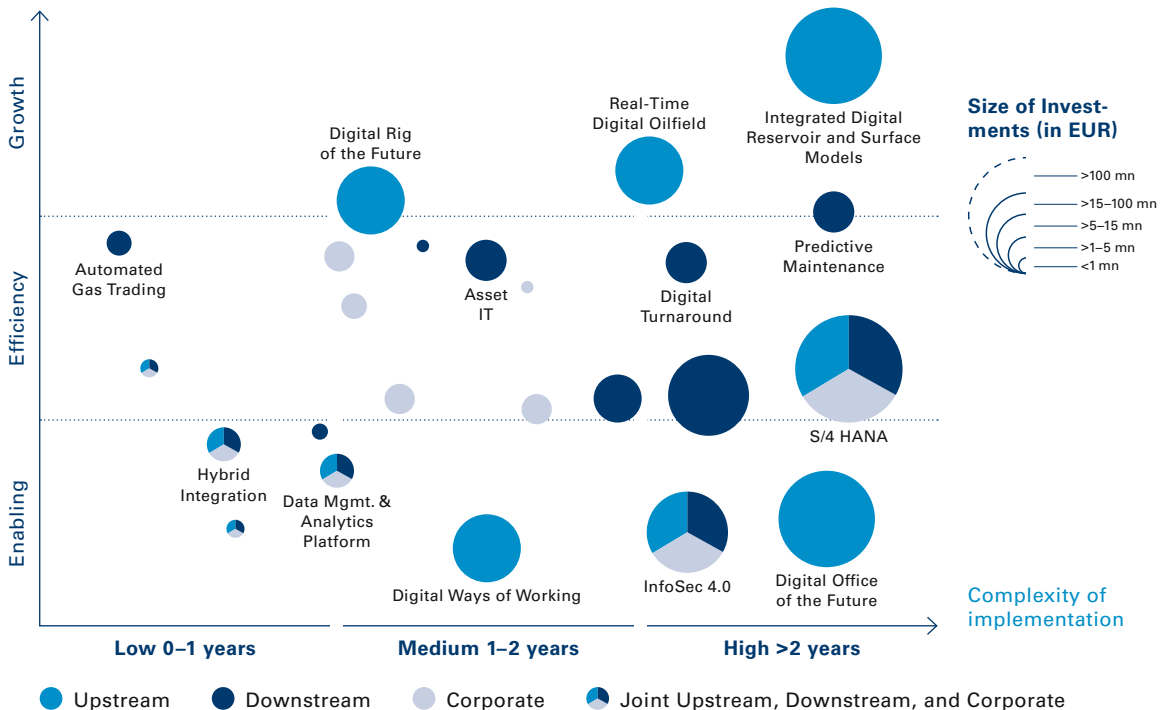 Growth
Efficiency
Enabling
Digital Rig
of the Future
Real-Time
Digital Oilfield
Integrated Digital
Reservoir and Surface
Models
Automated
Gas Trading
Asset
IT
Digital
Turnaround
Predictive
Maintenance
S/4 HANA
Hybrid
Integration
Data Mgmt. &
Analytics
Platform
Digital Ways of Working
InfoSec 4.0
Digital Office
of the Future
Size of Invest-
ments (in EUR)
>100 mn
>15–100 mn
>5–15 mn
>1–5 mn
<1 mn
Complexity of
implementation
Low 0–1 years
Medium 1–2 years
High >2 years
Upstream
Downstream
Corporate
Joint Upstream, Downstream, and Corporate